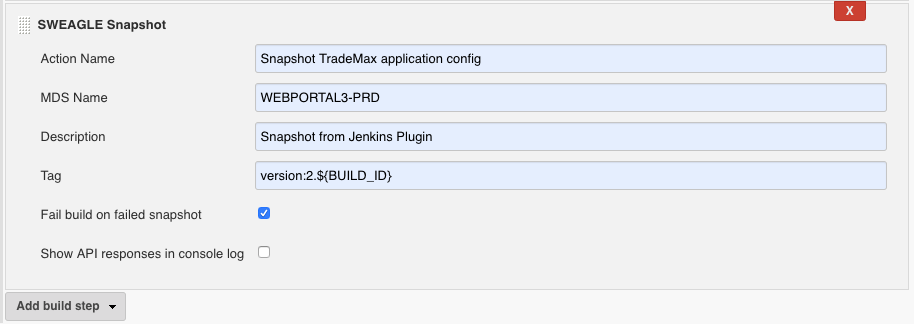 X
SWEAGLE Snapshot
Action Name Snapshot TradeMax application config
MDS Name WEBPORTAL3-PRD
Description Snapshot from Jenkins Plugin
Tag version:2.${BUILD_ID}
Fail build on failed snapshot
Show API responses in console log
Add build step